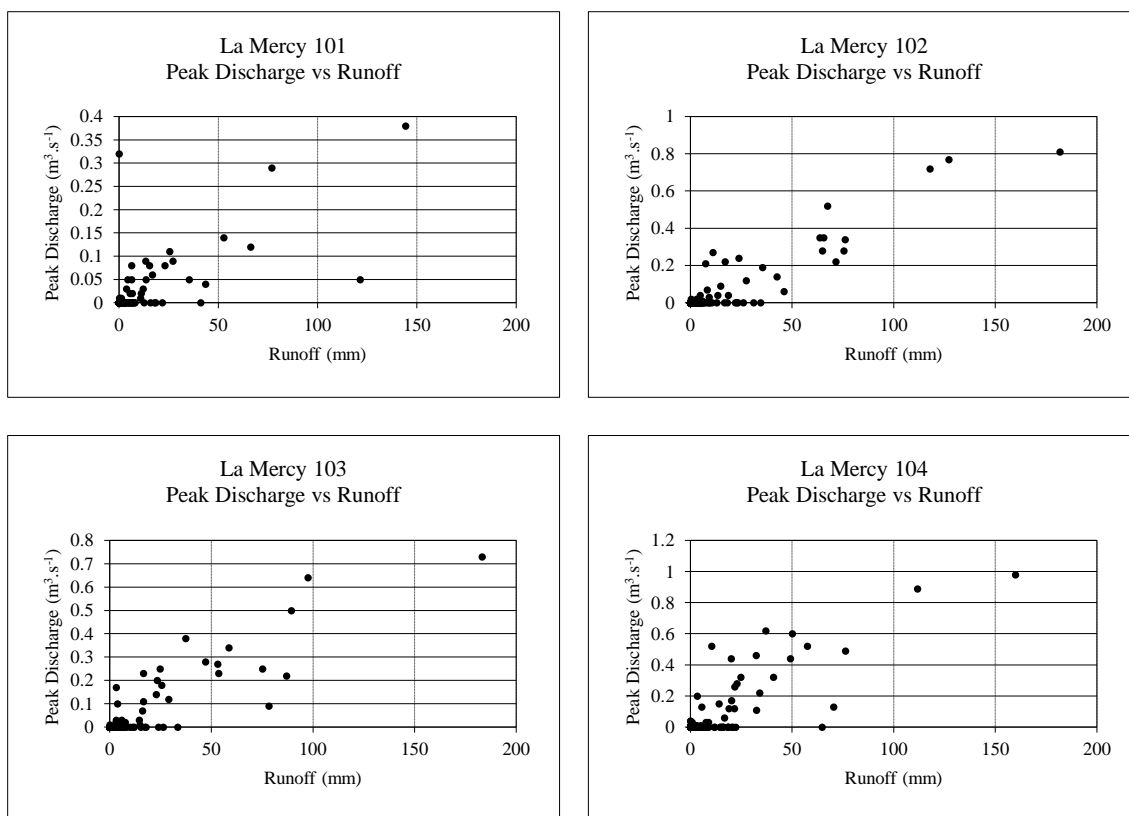 La Mercy 101
Peak Discharge vs Runoff
Peak Discharge (m³.s⁻¹)
0.4
0.35
0.3
0.25
0.2
0.15
0.1
0.05
0
0 50 100 150 200
Runoff (mm)
La Mercy 102
Peak Discharge vs Runoff
Peak Discharge (m³.s⁻¹)
1
0.8
0.6
0.4
0.2
0
0 50 100 150 200
Runoff (mm)
La Mercy 103
Peak Discharge vs Runoff
Peak Discharge (m³.s⁻¹)
0.8
0.7
0.6
0.5
0.4
0.3
0.2
0.1
0
0 50 100 150 200
Runoff (mm)
La Mercy 104
Peak Discharge vs Runoff
Peak Discharge (m³.s⁻¹)
1.2
1
0.8
0.6
0.4
0.2
0
0 50 100 150 200
Runoff (mm)